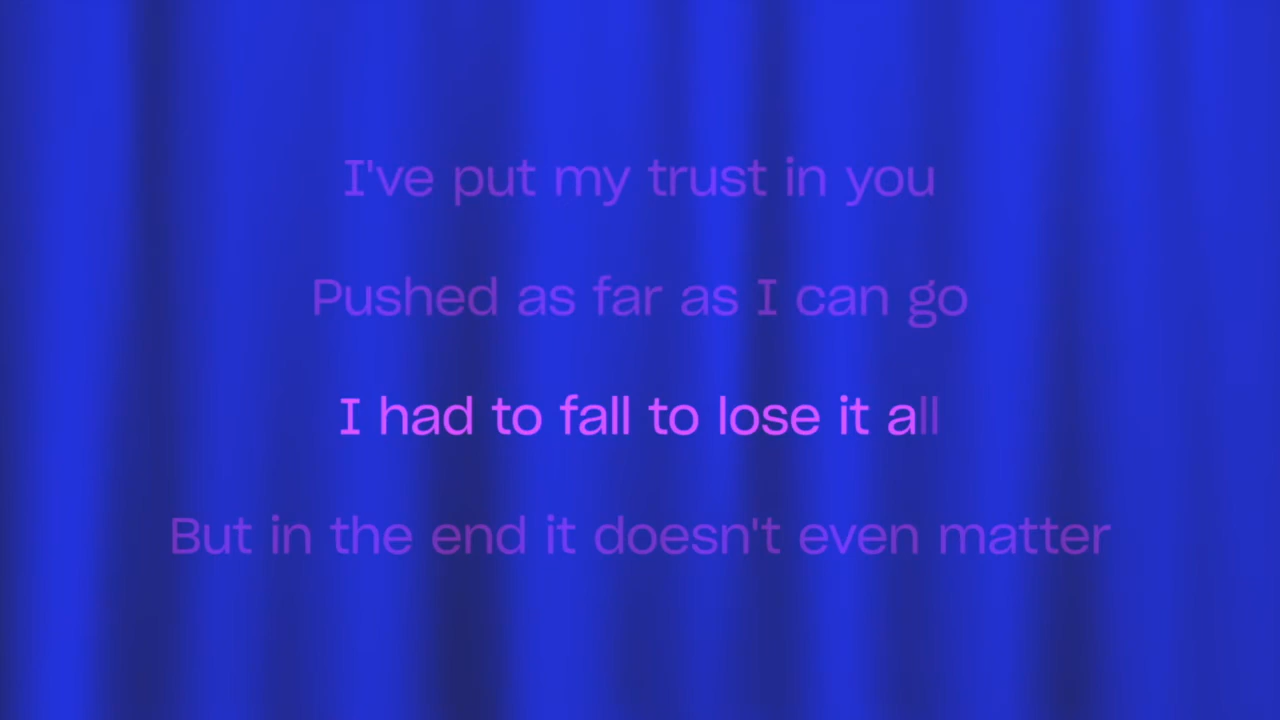 I've put my trust in you
Pushed as far as I can go
I had to fall to lose it all
But in the end it doesn't even matter